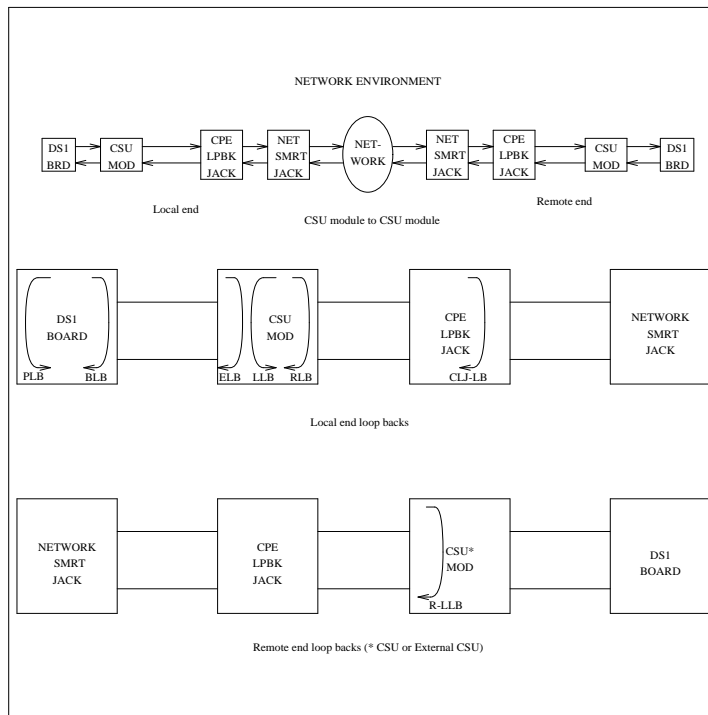 NETWORK ENVIRONMENT
DS1
BRD
CSU
MOD
CPE
LPBK
JACK
NET
SMRT
JACK
NET-
WORK
NET
SMRT
JACK
CPE
LPBK
JACK
CSU
MOD
DS1
BRD
Local end
CSU module to CSU module
Remote end
DS1
BOARD
PLB
BLB
CSU
MOD
ELB
LLB
RLB
CPE
LPBK
JACK
CLJ-LB
NETWORK
SMRT
JACK
Local end loop backs
NETWORK
SMRT
JACK
CPE
LPBK
JACK
CSU*
MOD
R-LLB
DS1
BOARD
Remote end loop backs (* CSU or External CSU)